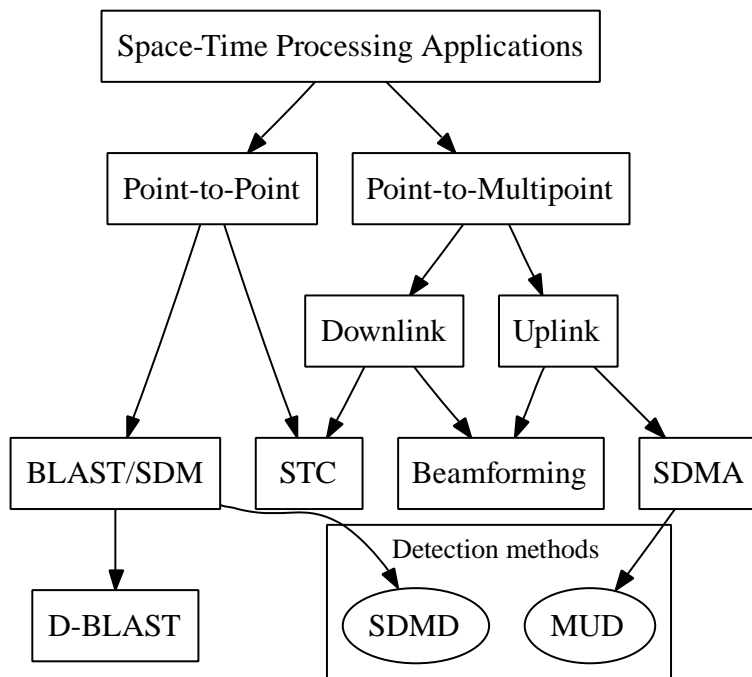 Space-Time Processing Applications
Point-to-Point
Point-to-Multipoint
Downlink
Uplink
BLAST/SDM
STC
Beamforming
SDMA
Detection methods
D-BLAST
SDMD
MUD